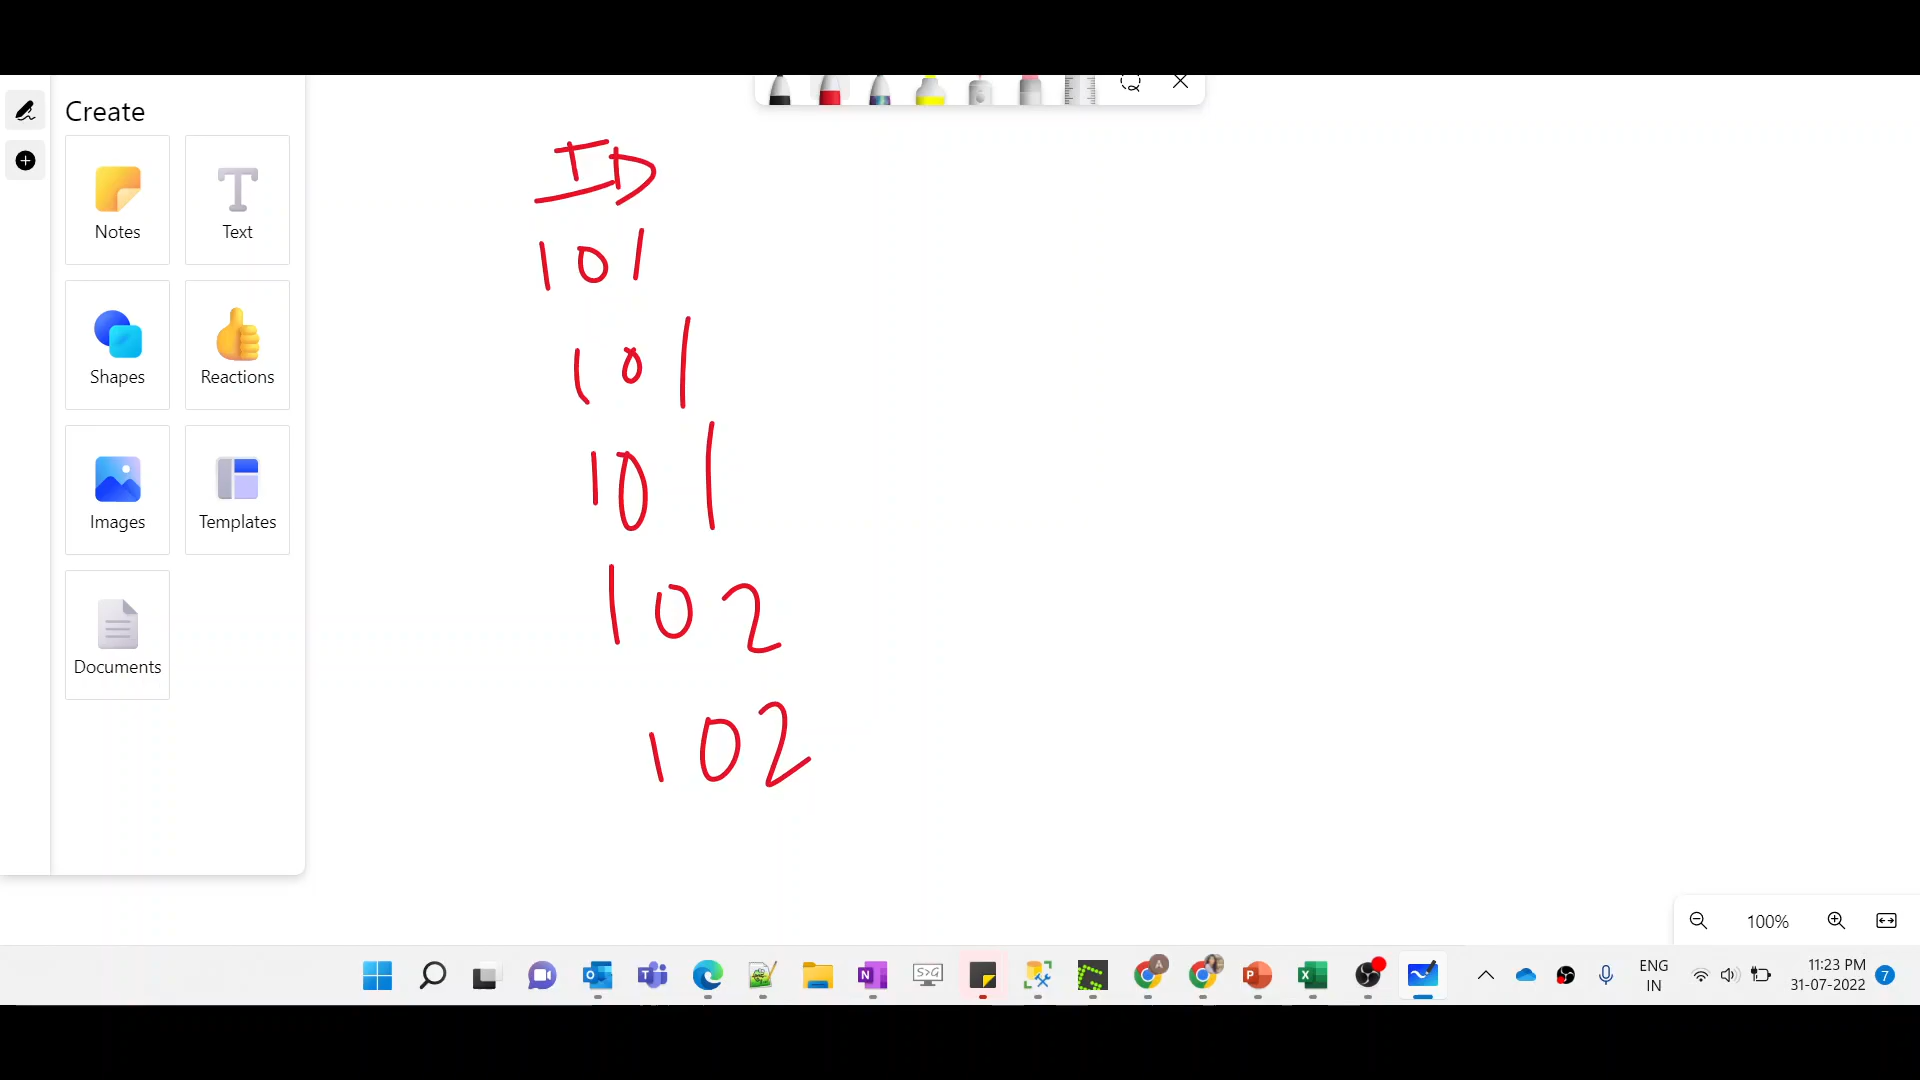 Create
Notes
Text
Shapes
Reactions
Images
Templates
Documents
ID
101
101
101
102
102
100%
S>G
A
ENG
IN
11:23 PM
31-07-2022
7